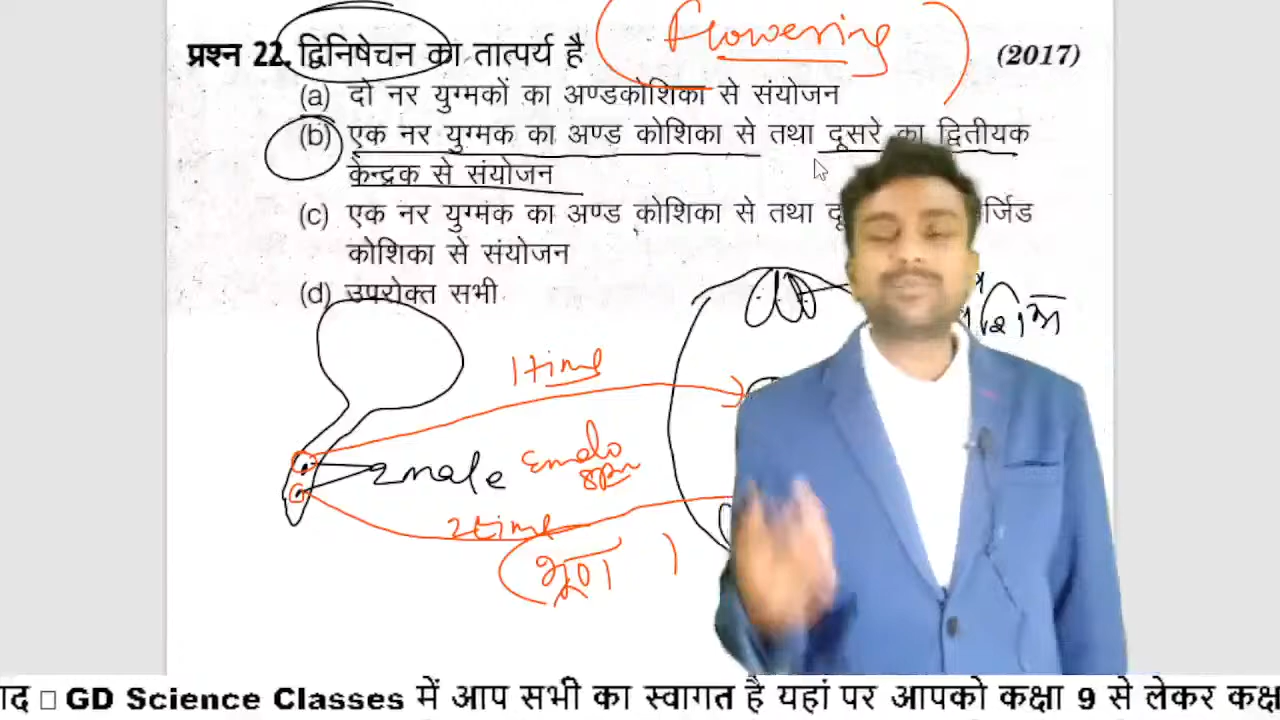 Flowering
प्रश्न 22. द्विनिषेचन का तात्पर्य है (2017)
(a) दो नर युग्मकों का अण्डकोशिका से संयोजन
(b) एक नर युग्मक का अण्ड कोशिका से तथा दूसरे का द्वितीयक
केन्द्रक से संयोजन
(c) एक नर युग्मंक का अण्ड कोशिका से तथा
कोशिका से संयोजन
(d) उपरोक्त सभी
1 time
2 male
2 time
भ्रूण
GD Science Classes में आप सभी का स्वागत है यहां पर आपको कक्षा 9 से लेकर